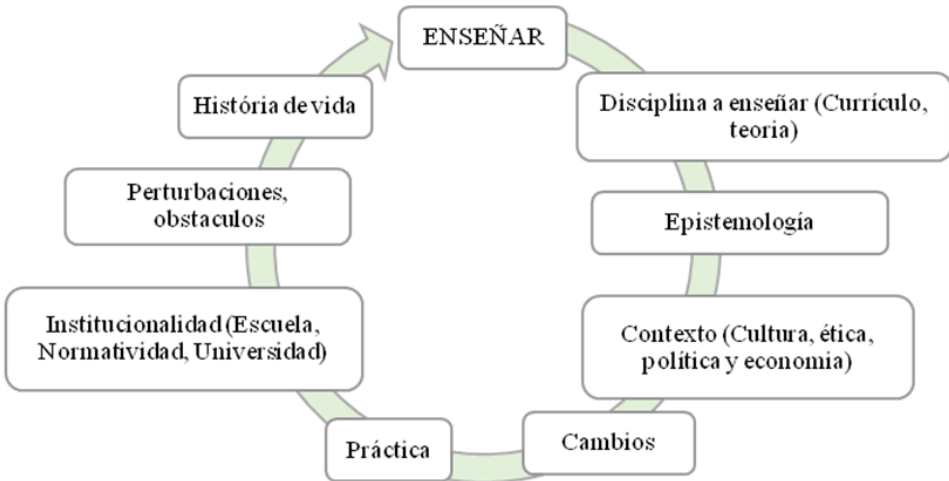 ENSEÑAR
Disciplina a enseñar (Currículo,
teoria)
Epistemología
Contexto (Cultura, ética,
política y economia)
Cambios
Práctica
Institucionalidad (Escuela,
Normatividad, Universidad)
Perturbaciones,
obstaculos
História de vida